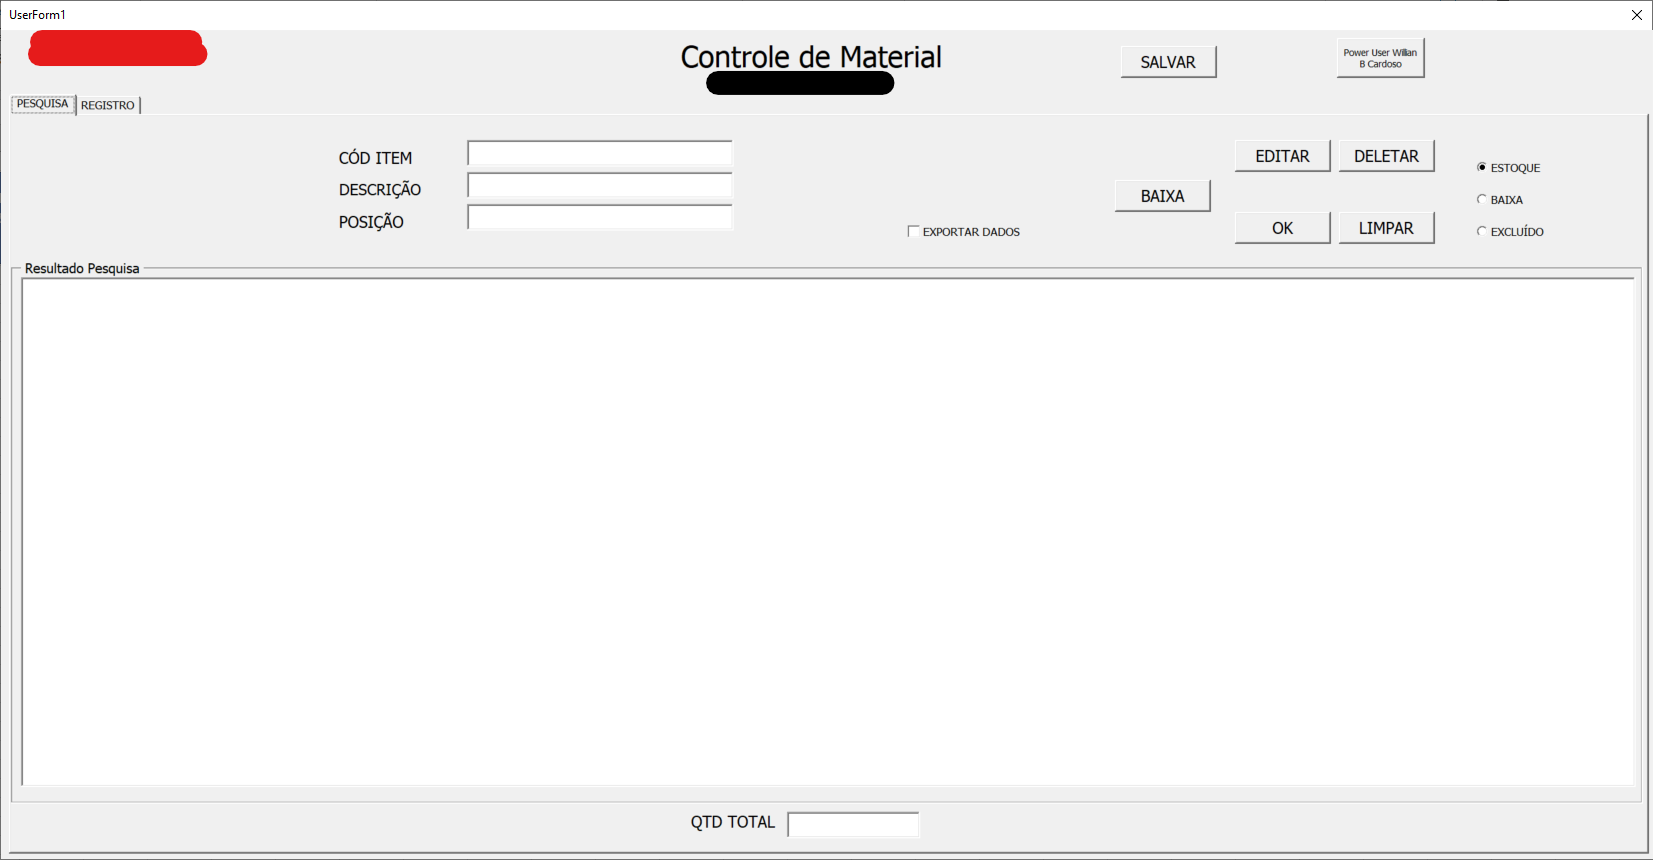 UserForm1
Controle de Material
SALVAR
Power User Willian
B Cardoso
PESQUISA
REGISTRO
CÓD ITEM
DESCRIÇÃO
POSIÇÃO
EXPORTAR DADOS
BAIXA
EDITAR
DELETAR
OK
LIMPAR
ESTOQUE
BAIXA
EXCLUÍDO
Resultado Pesquisa
QTD TOTAL